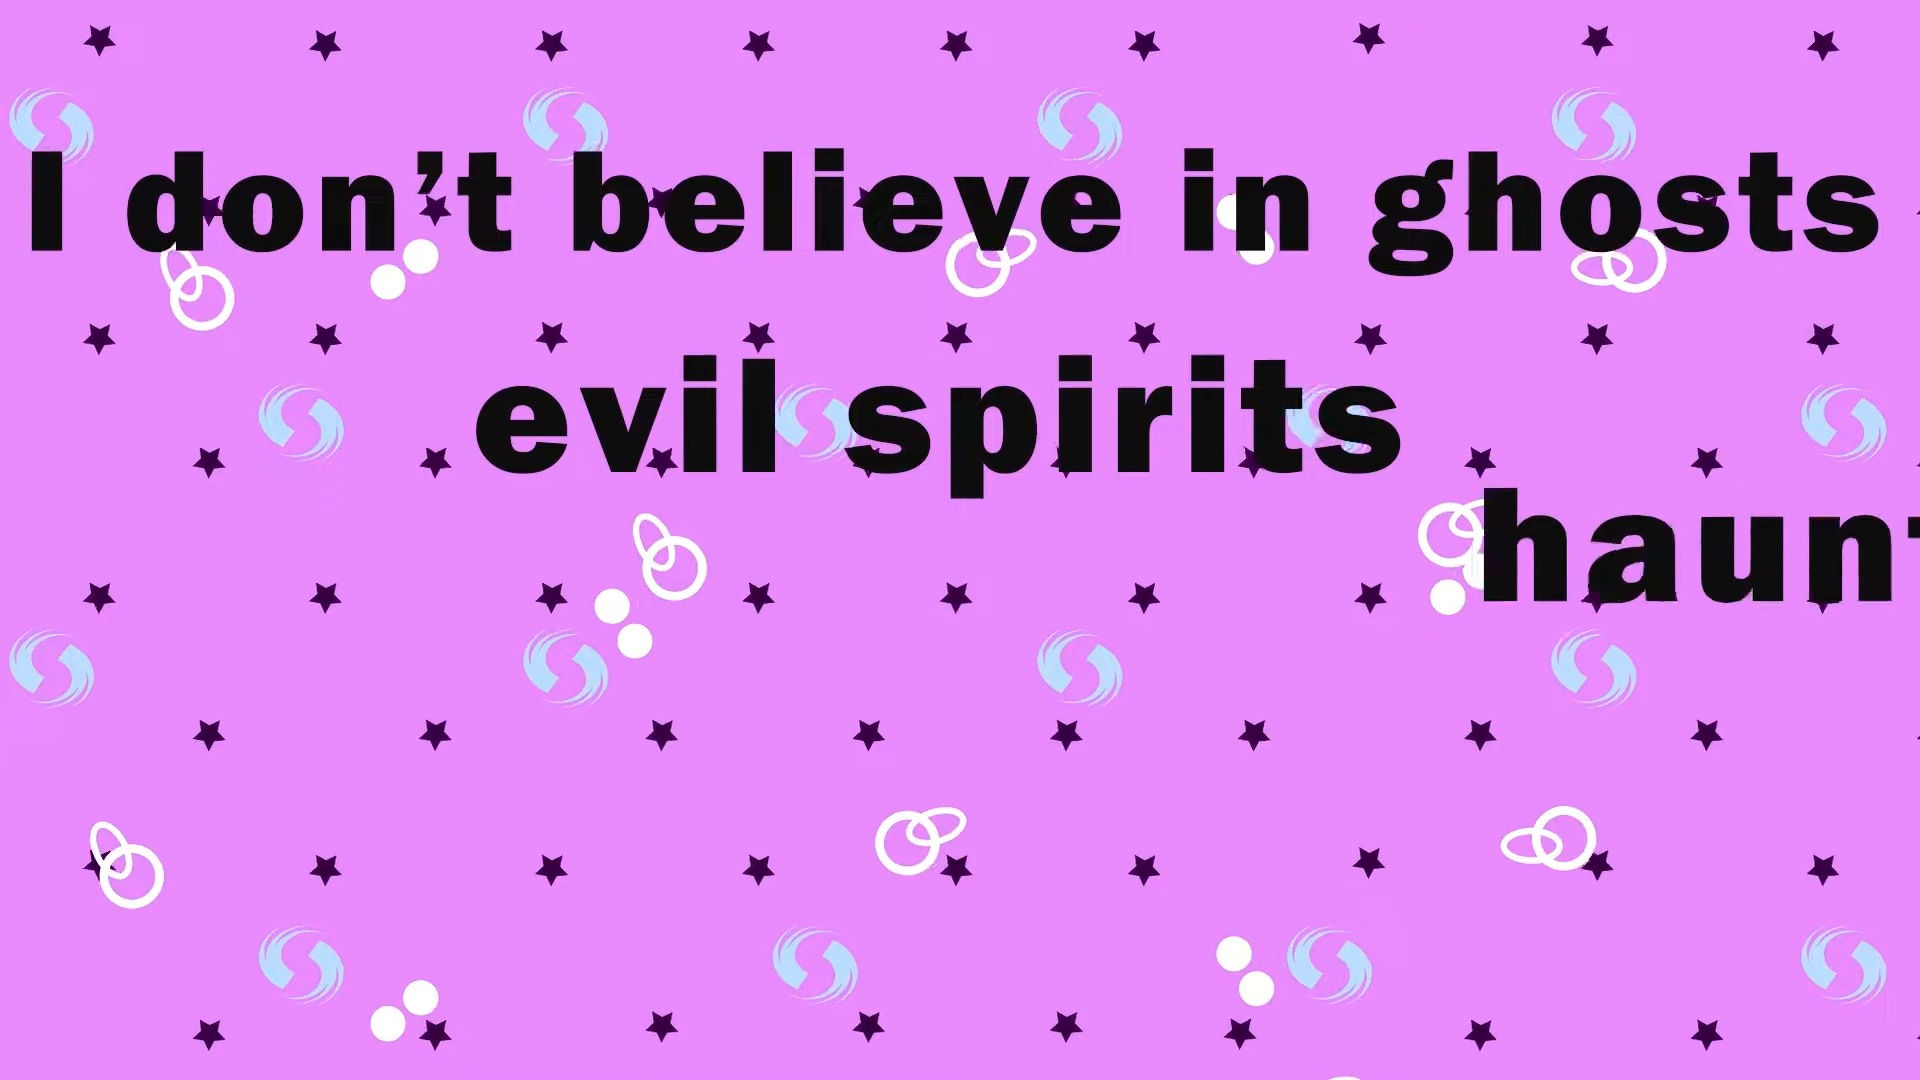 I don’t believe in ghosts
evil spirits
haun